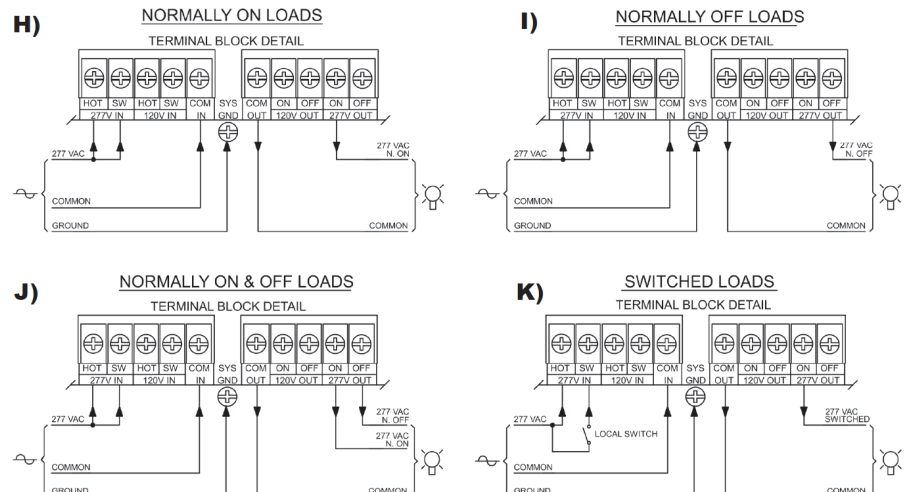 H) NORMALLY ON LOADS
TERMINAL BLOCK DETAIL
HOT SW HOT SW COM SYS COM ON OFF ON OFF
277V IN 120V IN IN GND OUT 120V OUT 277V OUT
277 VAC
277 VAC
N. ON
COMMON
GROUND COMMON
I) NORMALLY OFF LOADS
TERMINAL BLOCK DETAIL
HOT SW HOT SW COM SYS COM ON OFF ON OFF
277V IN 120V IN IN GND OUT 120V OUT 277V OUT
277 VAC
277 VAC
N. OFF
COMMON
GROUND COMMON
J) NORMALLY ON & OFF LOADS
TERMINAL BLOCK DETAIL
HOT SW HOT SW COM SYS COM ON OFF ON OFF
277V IN 120V IN IN GND OUT 120V OUT 277V OUT
277 VAC
277 VAC
N. OFF
277 VAC
N. ON
COMMON
GROUND COMMON
K) SWITCHED LOADS
TERMINAL BLOCK DETAIL
HOT SW HOT SW COM SYS COM ON OFF ON OFF
277V IN 120V IN IN GND OUT 120V OUT 277V OUT
277 VAC
277 VAC
SWITCHED
LOCAL SWITCH
COMMON
GROUND COMMON